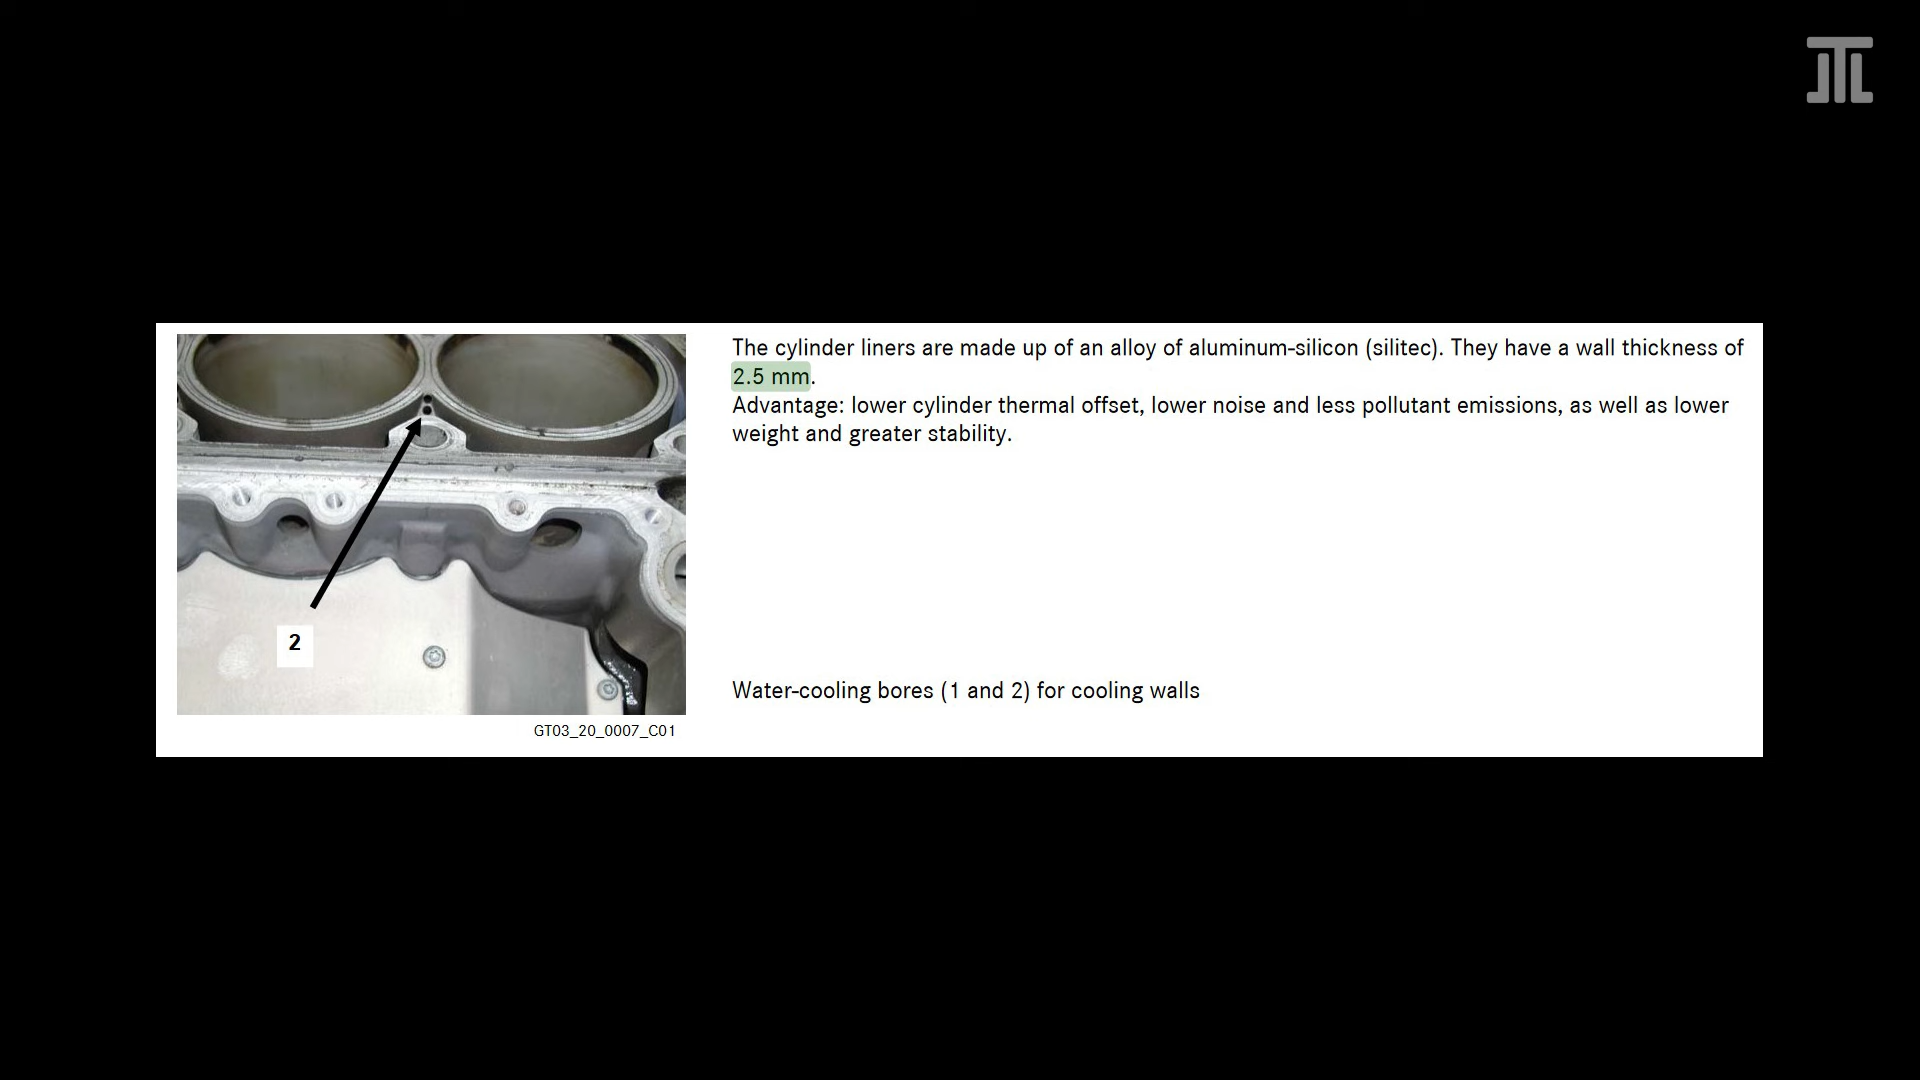 The cylinder liners are made up of an alloy of aluminum-silicon (silitec). They have a wall thickness of
2.5 mm.
Advantage: lower cylinder thermal offset, lower noise and less pollutant emissions, as well as lower
weight and greater stability.
2
Water-cooling bores (1 and 2) for cooling walls
GT03_20_0007_C01